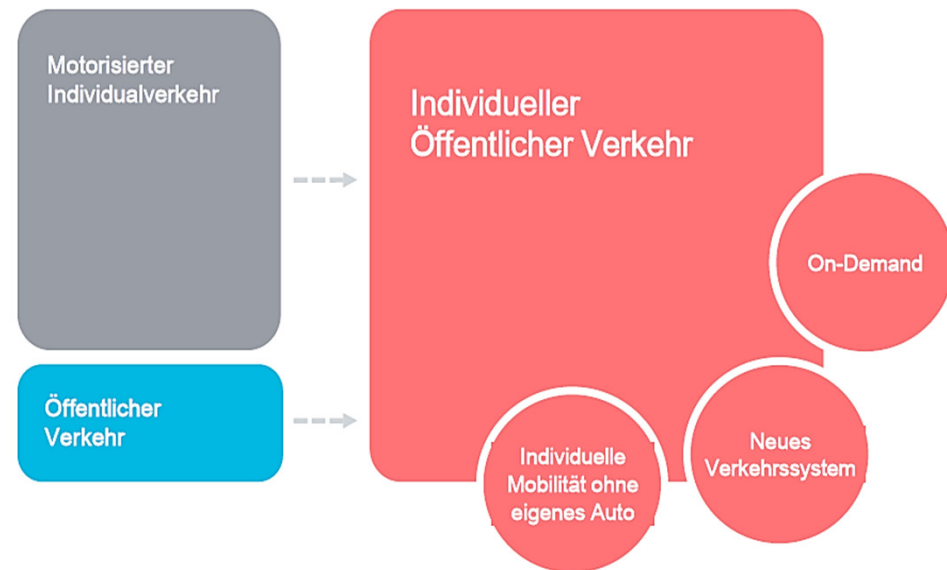 Motorisierter
Individualverkehr
Individueller
Öffentlicher Verkehr
On-Demand
Öffentlicher
Verkehr
Neues
Verkehrssystem
Individuelle
Mobilität ohne
eigenes Auto